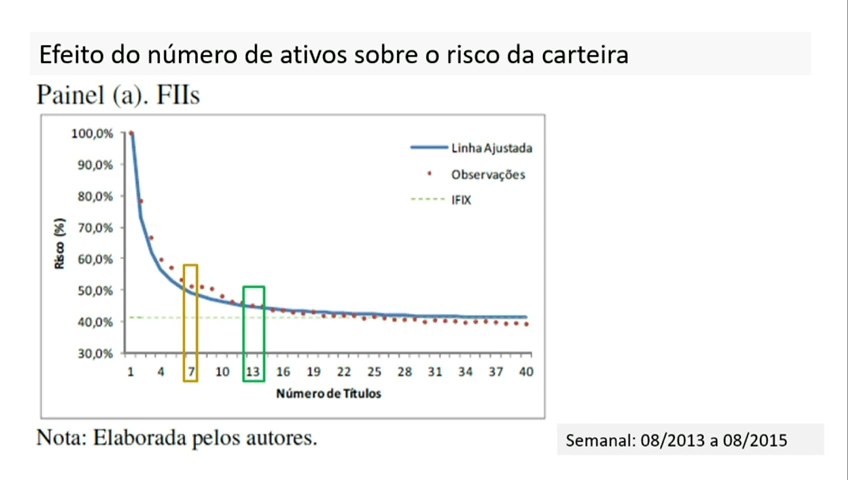 Efeito do número de ativos sobre o risco da carteira
Painel (a). FIIs
100,0%
90,0%
80,0%
70,0%
60,0%
50,0%
40,0%
30,0%
Risco (%)
Linha Ajustada
Observações
IFIX
1 4 7 10 13 16 19 22 25 28 31 34 37 40
Número de Títulos
Nota: Elaborada pelos autores.
Semanal: 08/2013 a 08/2015